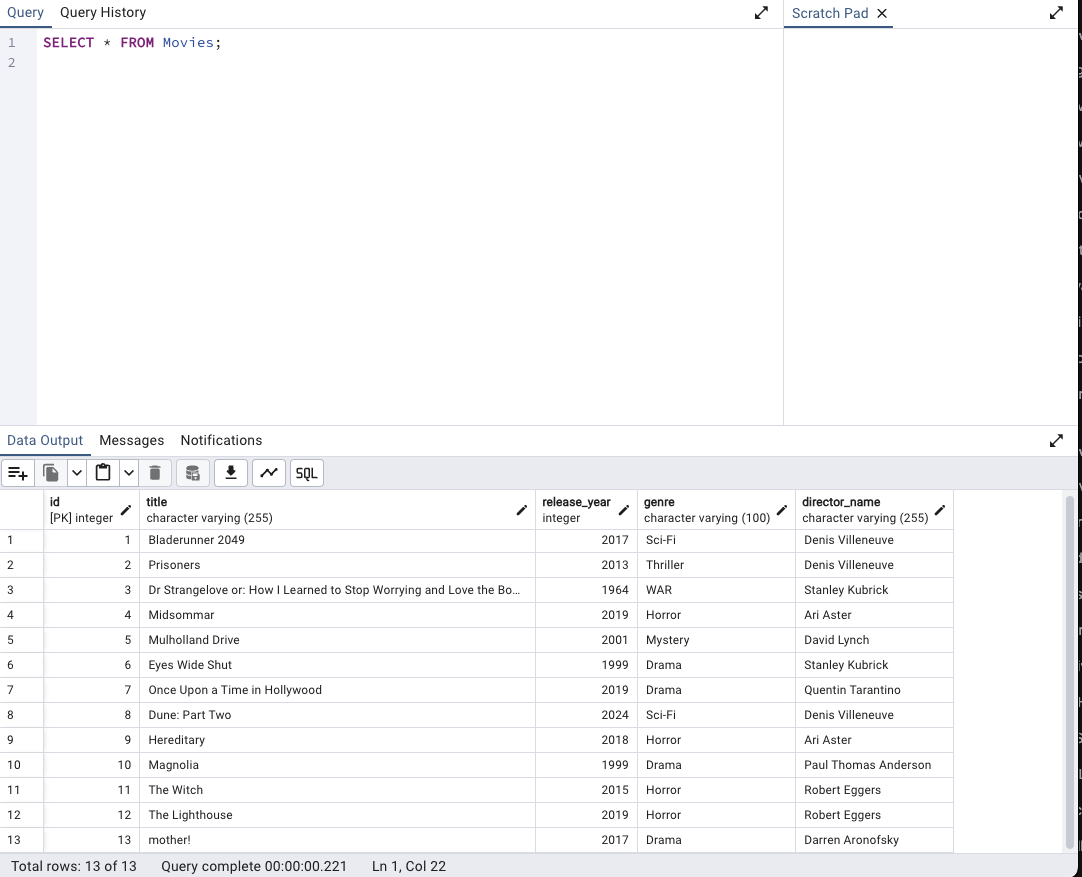 Query Query History Scratch Pad
1 SELECT * FROM Movies;
2
Data Output Messages Notifications
SQL
id title release_year genre director_name
[PK] integer character varying (255) integer character varying (100) character varying (255)
1 1 Bladerunner 2049 2017 Sci-Fi Denis Villeneuve
2 2 Prisoners 2013 Thriller Denis Villeneuve
3 3 Dr Strangelove or: How I Learned to Stop Worrying and Love the Bo... 1964 WAR Stanley Kubrick
4 4 Midsommar 2019 Horror Ari Aster
5 5 Mulholland Drive 2001 Mystery David Lynch
6 6 Eyes Wide Shut 1999 Drama Stanley Kubrick
7 7 Once Upon a Time in Hollywood 2019 Drama Quentin Tarantino
8 8 Dune: Part Two 2024 Sci-Fi Denis Villeneuve
9 9 Hereditary 2018 Horror Ari Aster
10 10 Magnolia 1999 Drama Paul Thomas Anderson
11 11 The Witch 2015 Horror Robert Eggers
12 12 The Lighthouse 2019 Horror Robert Eggers
13 13 mother! 2017 Drama Darren Aronofsky
Total rows: 13 of 13 Query complete 00:00:00.221 Ln 1, Col 22